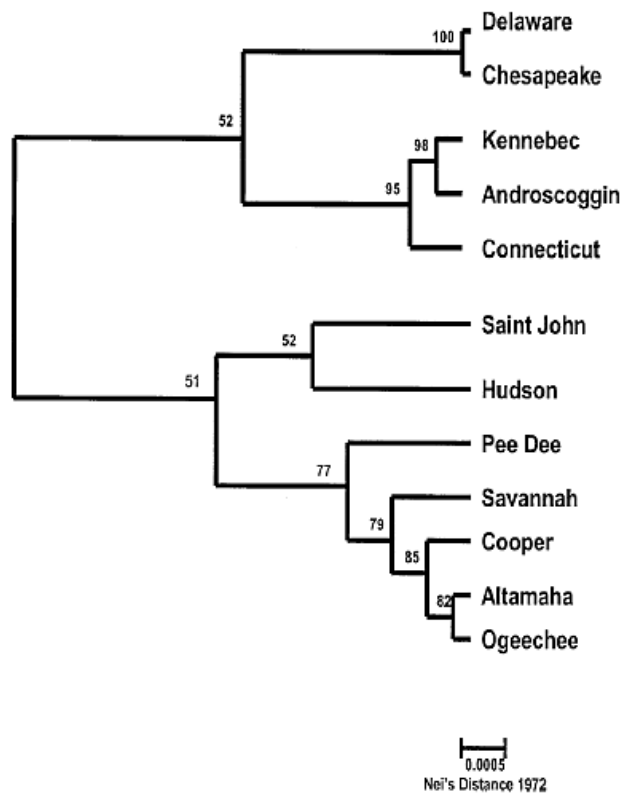 Delaware
100
Chesapeake
52
Kennebec
98
Androscoggin
95
Connecticut
Saint John
52
Hudson
51
Pee Dee
77
Savannah
79
Cooper
85
Altamaha
82
Ogeechee
0.0005
Nei's Distance 1972